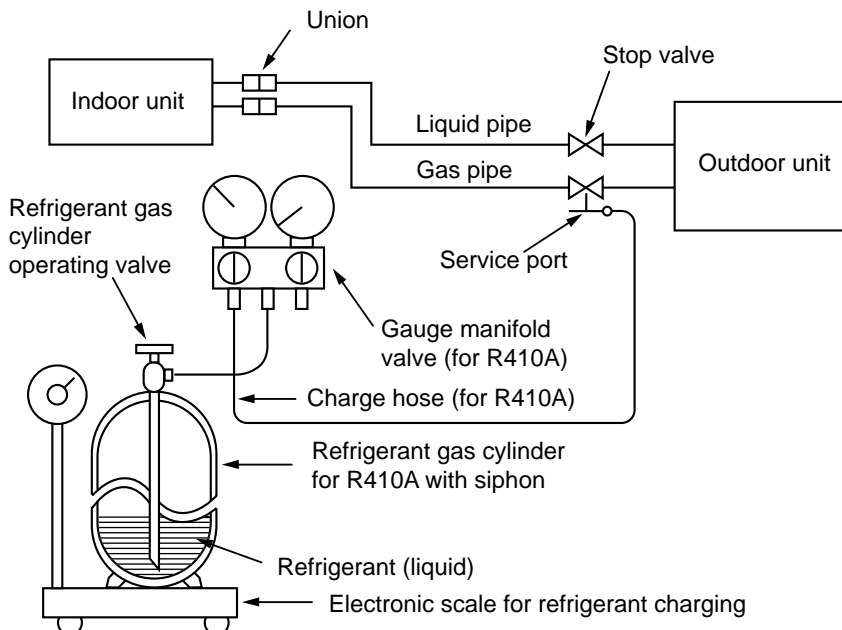 Union
Stop valve
Indoor unit
Liquid pipe
Gas pipe
Outdoor unit
Refrigerant gas
cylinder
operating valve
Service port
Gauge manifold
valve (for R410A)
Charge hose (for R410A)
Refrigerant gas cylinder
for R410A with siphon
Refrigerant (liquid)
Electronic scale for refrigerant charging